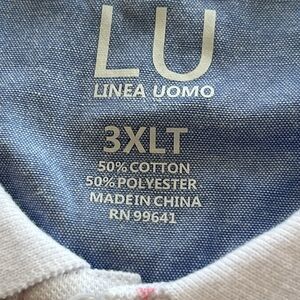 LU
LINEA UOMO
3XLT
50% COTTON
50% POLYESTER
MADE IN CHINA
RN 99641